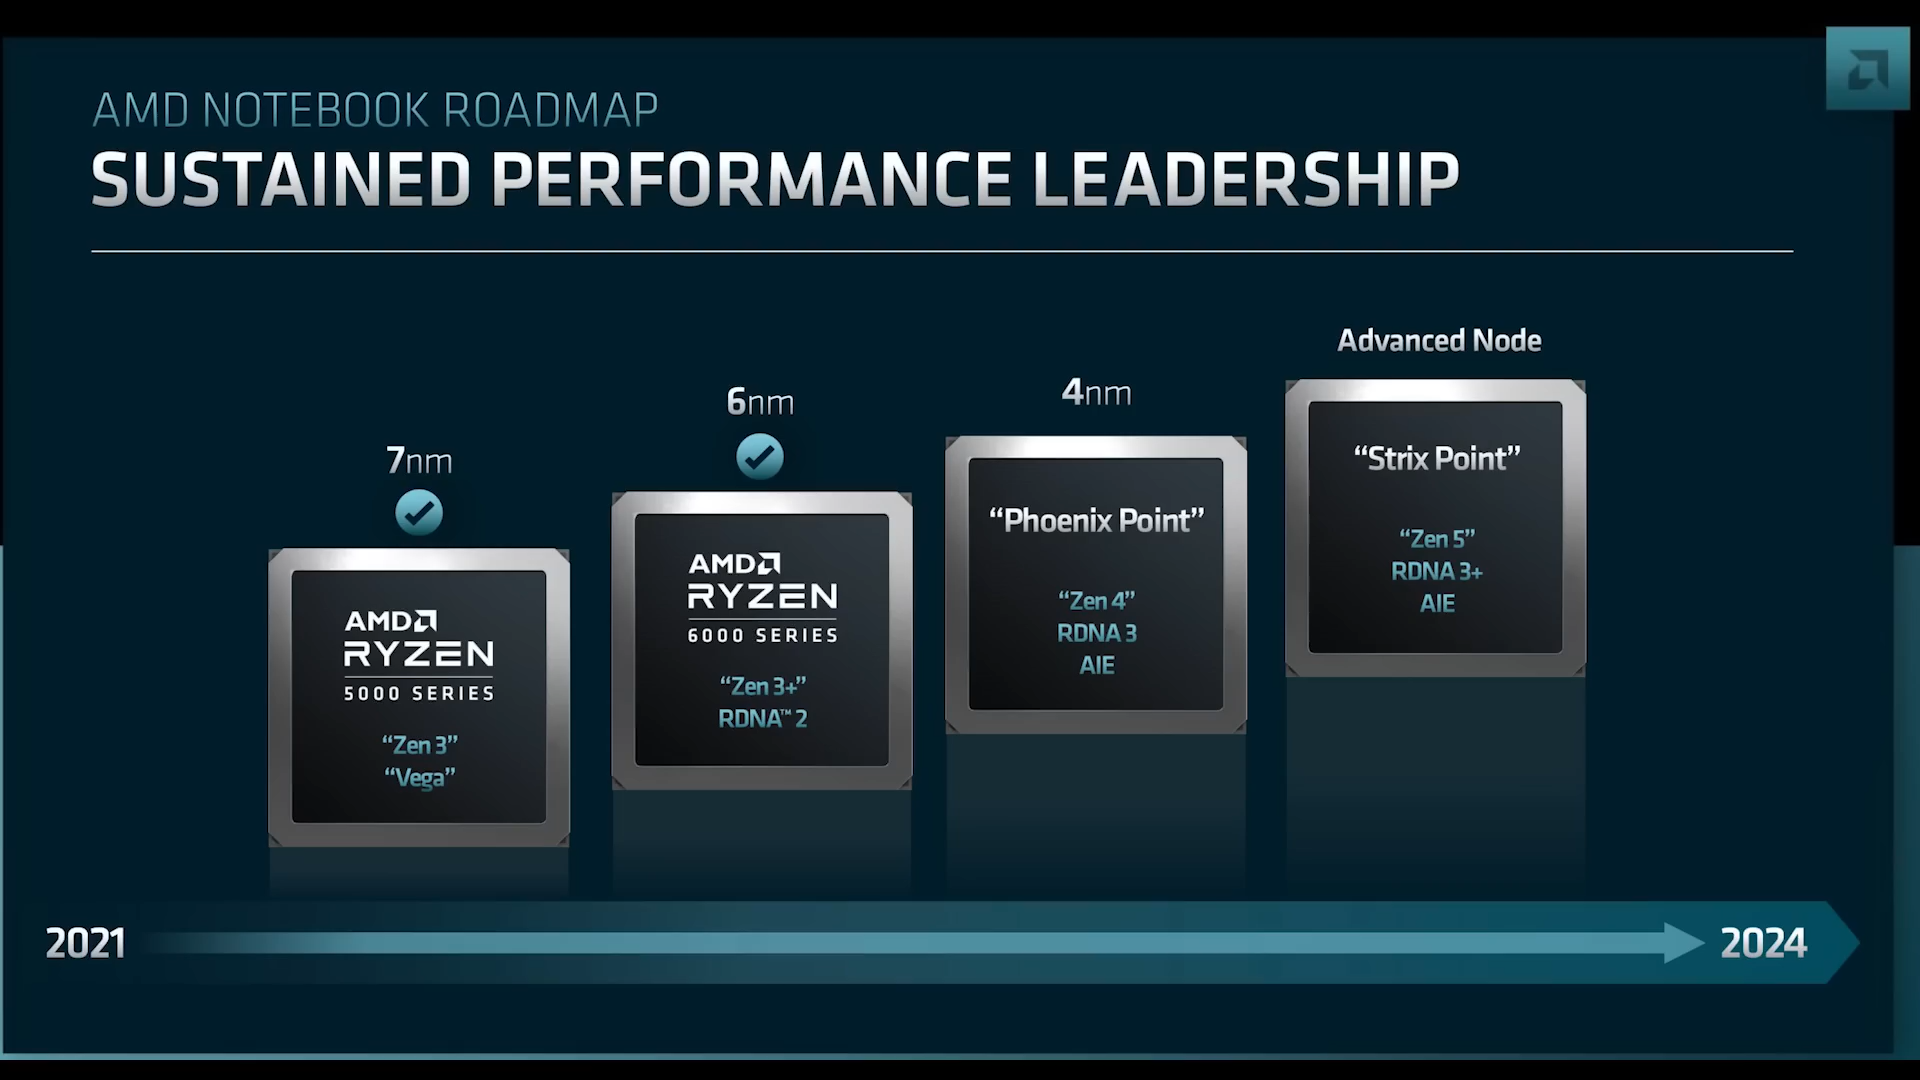 AMD NOTEBOOK ROADMAP
SUSTAINED PERFORMANCE LEADERSHIP
7nm
AMD
RYZEN
5000 SERIES
“Zen 3”
“Vega”
6nm
AMD
RYZEN
6000 SERIES
“Zen 3+”
RDNA™ 2
4nm
“Phoenix Point”
“Zen 4”
RDNA 3
AIE
Advanced Node
“Strix Point”
“Zen 5”
RDNA 3+
AIE
2021
2024